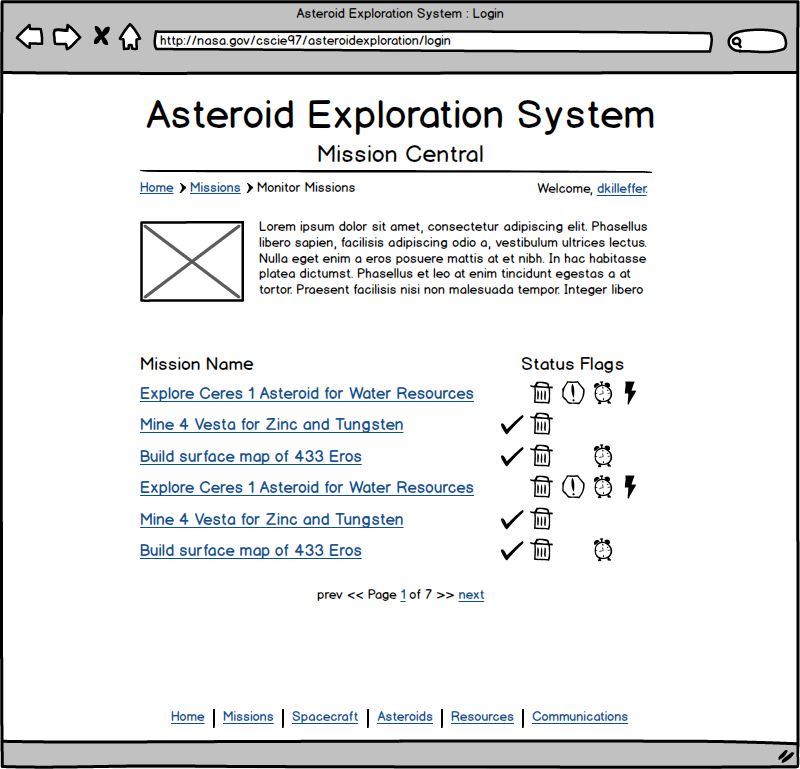 Asteroid Exploration System : Login
http://nasa.gov/cscie97/asteroidexploration/login
Asteroid Exploration System
Mission Central
Home > Missions > Monitor Missions Welcome, dkilleffer.
Lorem ipsum dolor sit amet, consectetur adipiscing elit. Phasellus
libero sapien, facilisis adipiscing odio a, vestibulum ultrices lectus.
Nulla eget enim a eros posuere mattis at et nibh. In hac habitasse
platea dictumst. Phasellus et leo at enim tincidunt egestas a at
tortor. Praesent facilisis nisi non malesuada tempor. Integer libero
Mission Name Status Flags
Explore Ceres 1 Asteroid for Water Resources
Mine 4 Vesta for Zinc and Tungsten
Build surface map of 433 Eros
Explore Ceres 1 Asteroid for Water Resources
Mine 4 Vesta for Zinc and Tungsten
Build surface map of 433 Eros
prev << Page 1 of 7 >> next
Home | Missions | Spacecraft | Asteroids | Resources | Communications